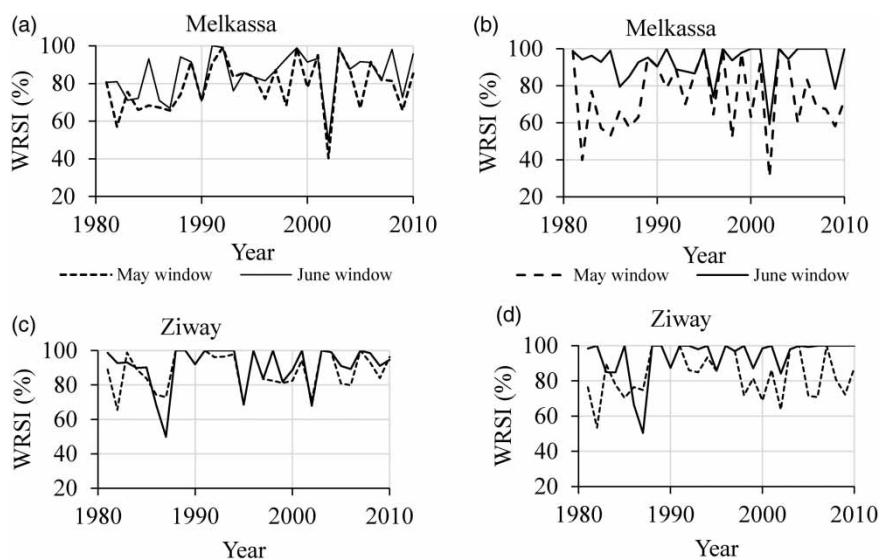 (a)
Melkassa
WRSI (%)
100
80
60
40
20
1980
1990
2000
2010
Year
May window
June window
(b)
Melkassa
WRSI (%)
100
80
60
40
20
1980
1990
2000
2010
Year
May window
June window
(c)
Ziway
WRSI (%)
100
80
60
40
20
1980
1990
2000
2010
Year
(d)
Ziway
WRSI (%)
100
80
60
40
20
1980
1990
2000
2010
Year